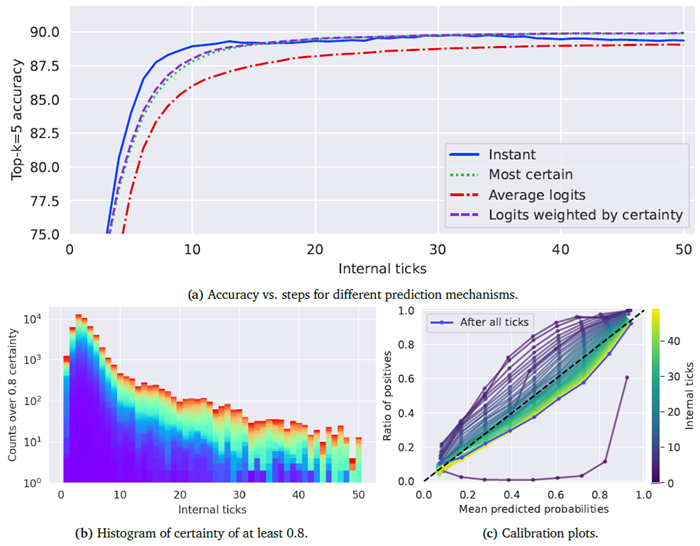 90.0
87.5
85.0
82.5
80.0
77.5
75.0
Top-k=5 accuracy
0 10 20 30 40 50
Internal ticks
Instant
Most certain
Average logits
Logits weighted by certainty
(a) Accuracy vs. steps for different prediction mechanisms.
10⁴
10³
10²
10¹
10⁰
Counts over 0.8 certainty
0 10 20 30 40 50
Internal ticks
(b) Histogram of certainty of at least 0.8.
1.0
0.8
0.6
0.4
0.2
0.0
Ratio of positives
After all ticks
0.0 0.2 0.4 0.6 0.8 1.0
Mean predicted probabilities
40
30
20
10
0
Internal ticks
(c) Calibration plots.